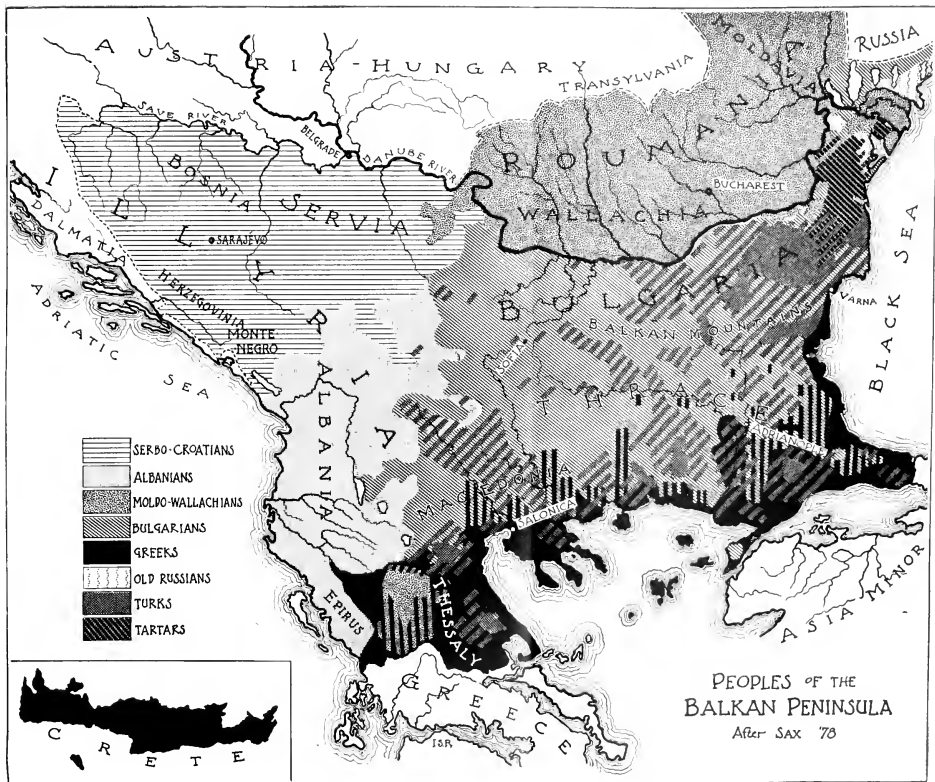 AUSTRIA-HUNGARY
TRANSYLVANIA
MOLDAVIA
RUSSIA
SAVE RIVER
BELGRADE
DANUBE RIVER
ROUMANIA
BUCHAREST
WALLACHIA
BOSNIA
SERVIA
SARAJEVO
ILLYRIA
DALMATIA
HERZEGOVINIA
MONTE
NEGRO
ADRIATIC SEA
BOLGARIA
BALKAN MOUNTAINS
VARNA
BLACK SEA
SOFIA
THRACE
ALBANIA
MACEDONIA
SALONICA
EPIRUS
THESSALY
GREECE
I.S.R.
ASIA MINOR
SERBO-CROATIANS
ALBANIANS
MOLDO-WALLACHIANS
BULGARIANS
GREEKS
OLD RUSSIANS
TURKS
TARTARS
CRETE
PEOPLES OF THE
BALKAN PENINSULA
After SAX '78